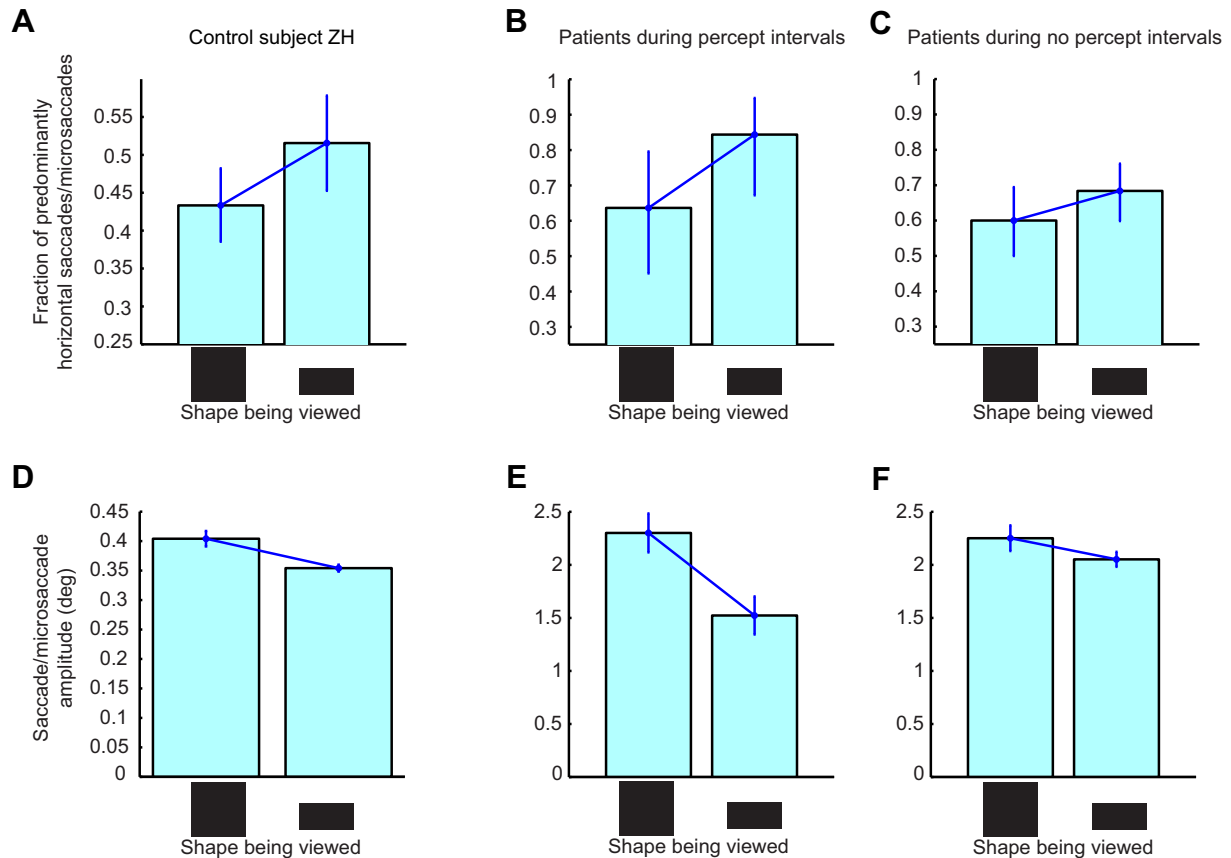 A
Control subject ZH
Fraction of predominantly
horizontal saccades/microsaccades
0.55
0.5
0.45
0.4
0.35
0.3
0.25
Shape being viewed
B
Patients during percept intervals
1
0.9
0.8
0.7
0.6
0.5
0.4
0.3
Shape being viewed
C
Patients during no percept intervals
1
0.9
0.8
0.7
0.6
0.5
0.4
0.3
Shape being viewed
D
Saccade/microsaccade
amplitude (deg)
0.45
0.4
0.35
0.3
0.25
0.2
0.15
0.1
0.05
0
Shape being viewed
E
2.5
2
1.5
1
0.5
0
Shape being viewed
F
2.5
2
1.5
1
0.5
0
Shape being viewed